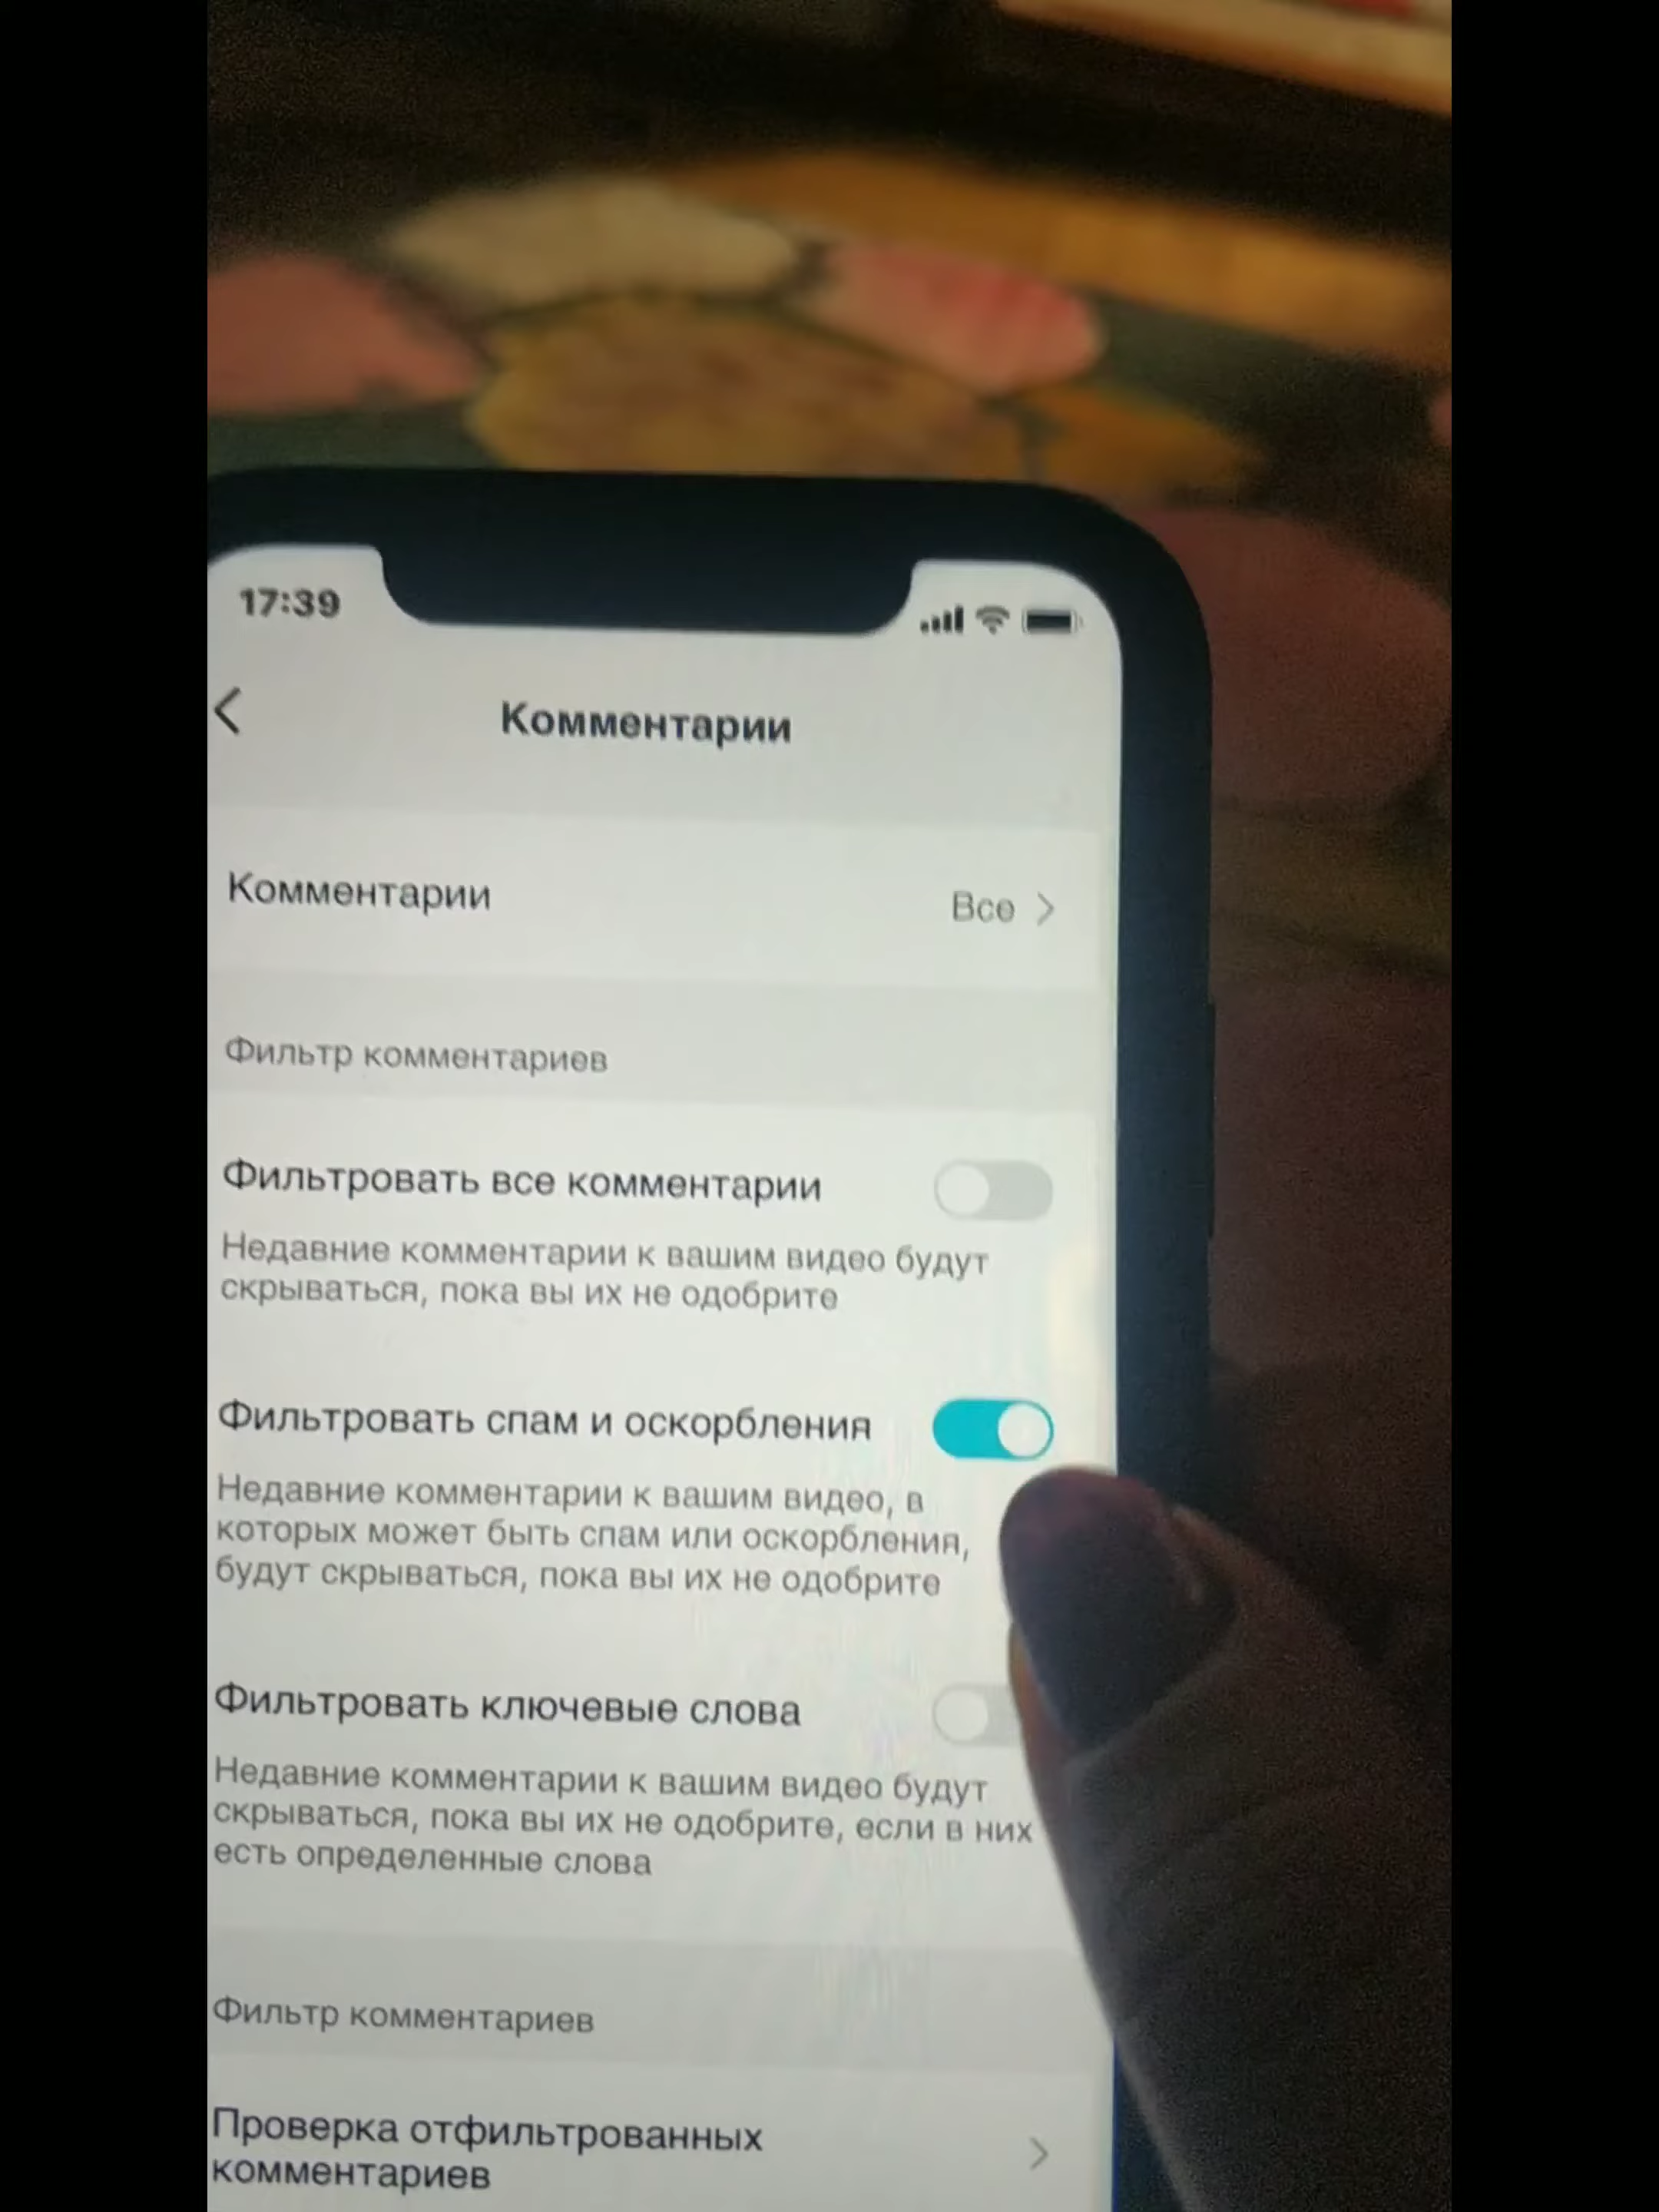 17:39
Комментарии
Комментарии
Все
Фильтр комментариев
Фильтровать все комментарии
Недавние комментарии к вашим видео будут
скрываться, пока вы их не одобрите
Фильтровать спам и оскорбления
Недавние комментарии к вашим видео, в
которых может быть спам или оскорбления,
будут скрываться, пока вы их не одобрите
Фильтровать ключевые слова
Недавние комментарии к вашим видео будут
скрываться, пока вы их не одобрите, если в них
есть определенные слова
Фильтр комментариев
Проверка отфильтрованных
комментариев